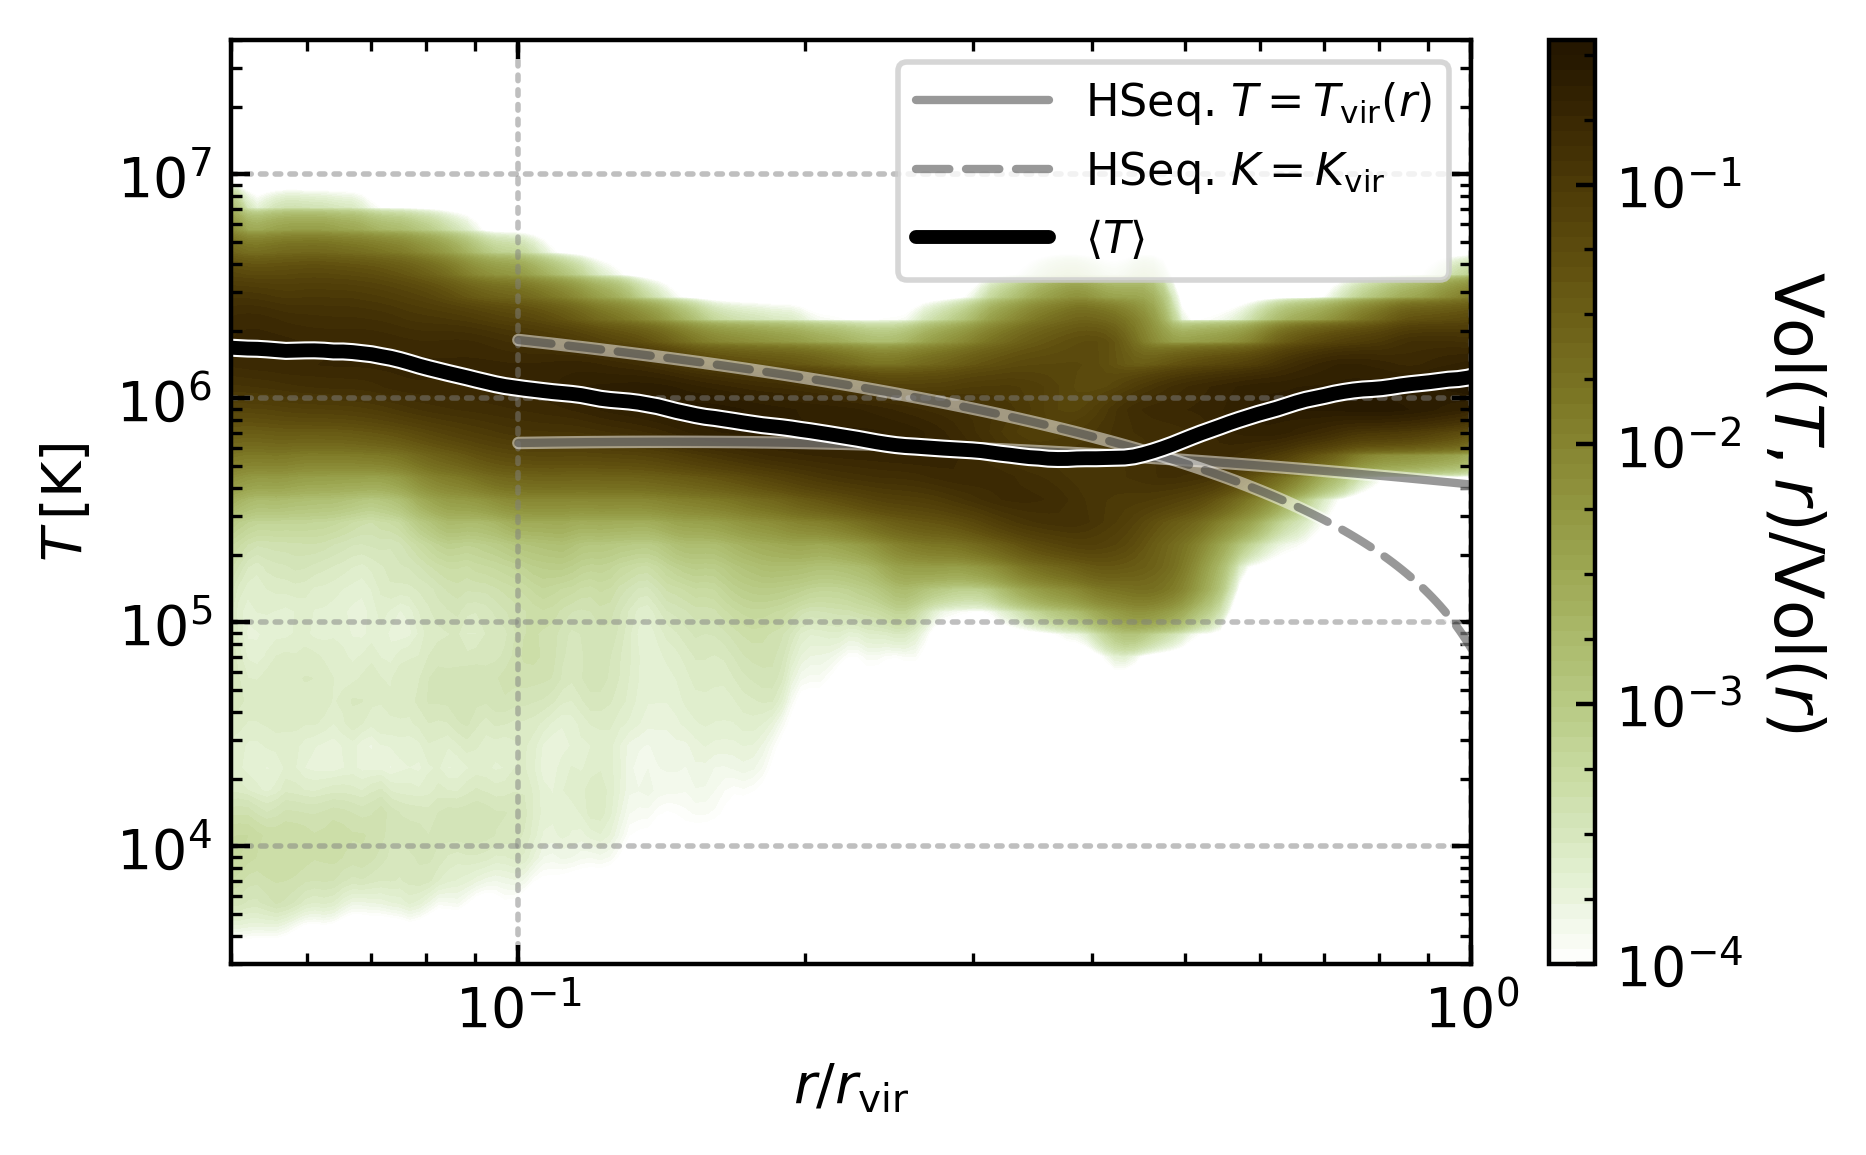 HSeq. T = T_vir(r)
HSeq. K = K_vir
⟨T⟩
10^7
10^6
10^5
10^4
T [K]
10^−1
10^0
r/r_vir
10^−1
10^−2
10^−3
10^−4
Vol(T, r)/Vol(r)